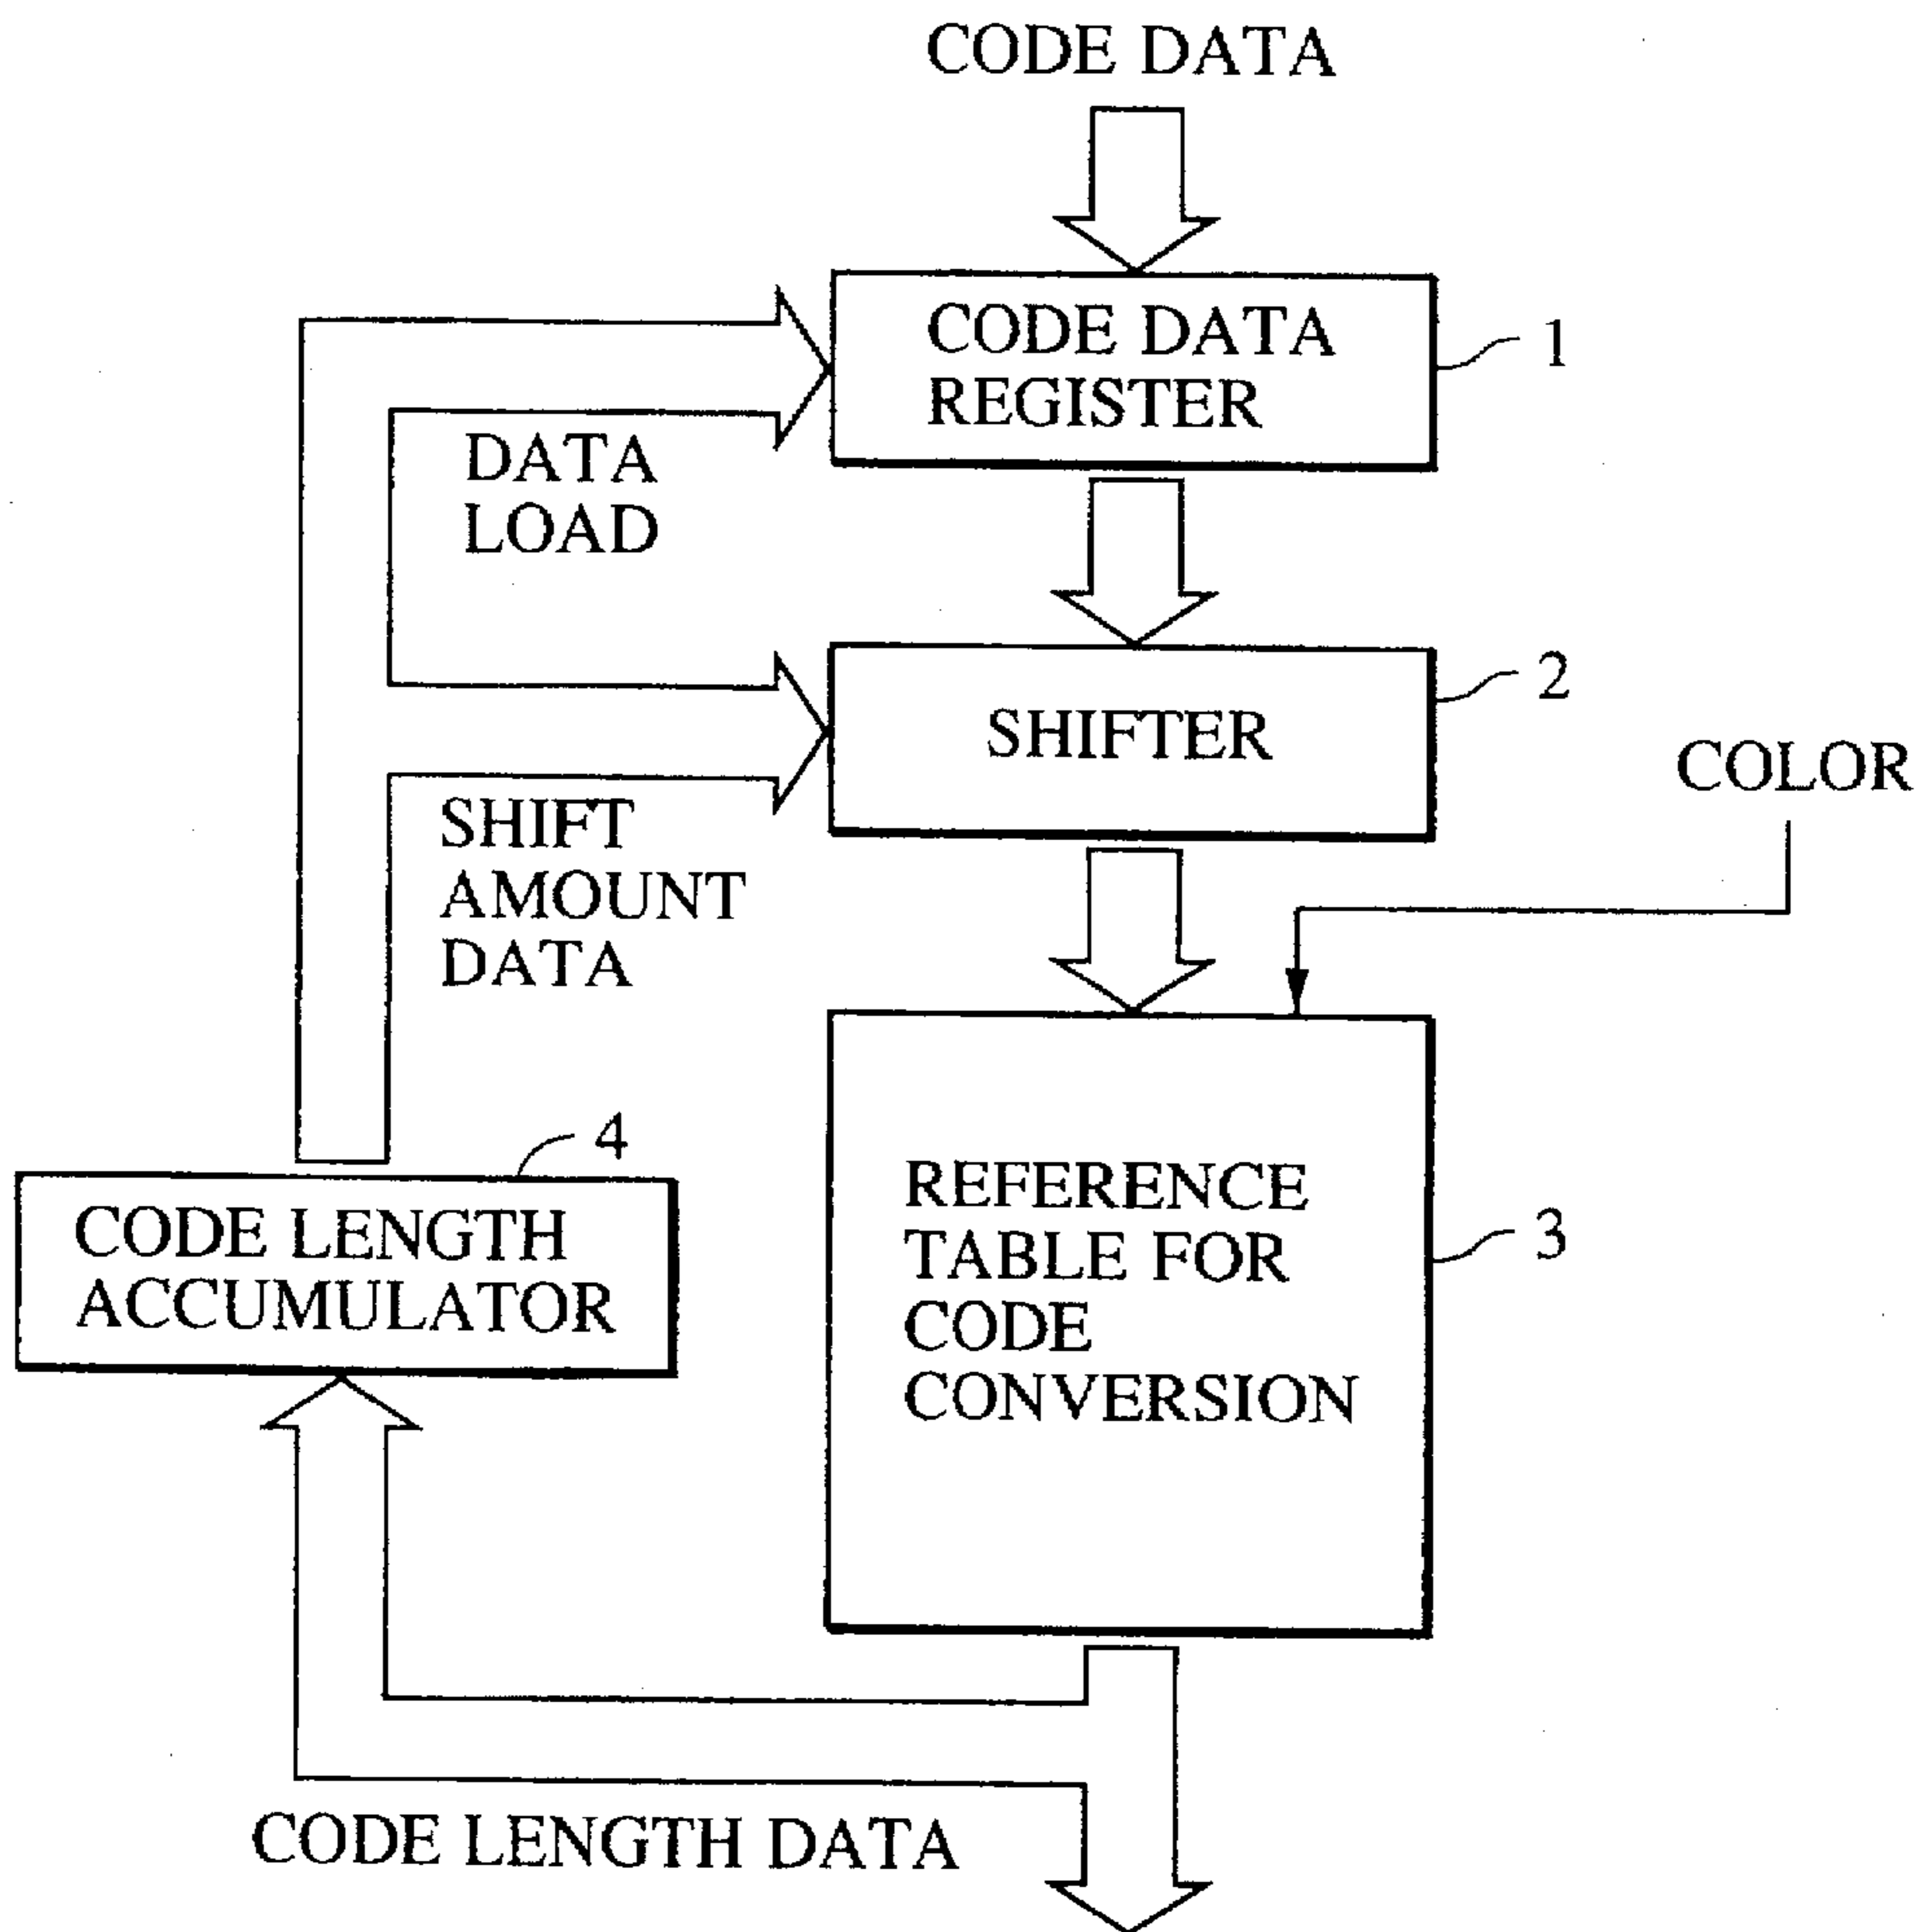 CODE DATA
CODE DATA
REGISTER
1
DATA
LOAD
2
SHIFTER
COLOR
SHIFT
AMOUNT
DATA
4
CODE LENGTH
ACCUMULATOR
REFERENCE
TABLE FOR
CODE
CONVERSION
3
CODE LENGTH DATA